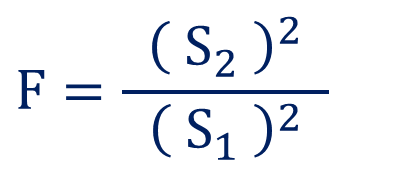 F = ( S₂ )² / ( S₁ )²